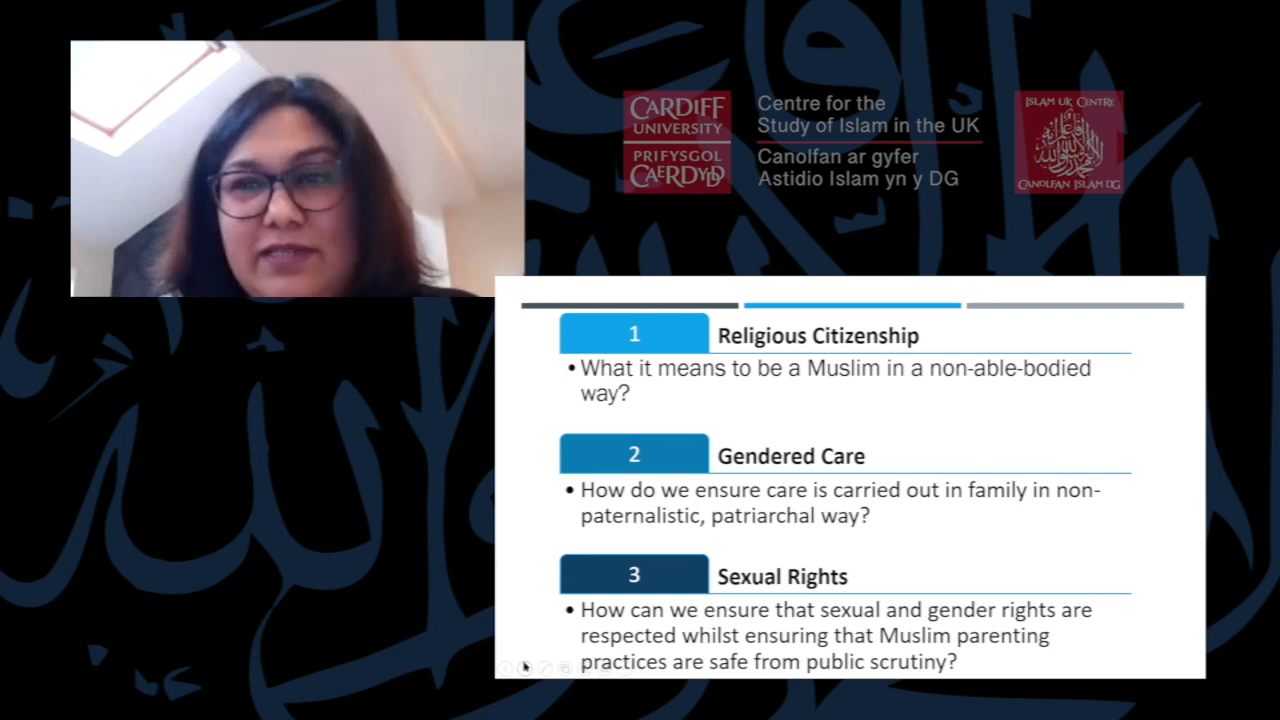 CARDIFF
UNIVERSITY
PRIFYSGOL
CAERDYDD
Centre for the
Study of Islam in the UK
Canolfan ar gyfer
Astidio Islam yn y DG
ISLAM UK CENTRE
CANOLFAN ISLAM DG
1
Religious Citizenship
• What it means to be a Muslim in a non-able-bodied
way?
2
Gendered Care
• How do we ensure care is carried out in family in non-
paternalistic, patriarchal way?
3
Sexual Rights
• How can we ensure that sexual and gender rights are
respected whilst ensuring that Muslim parenting
practices are safe from public scrutiny?